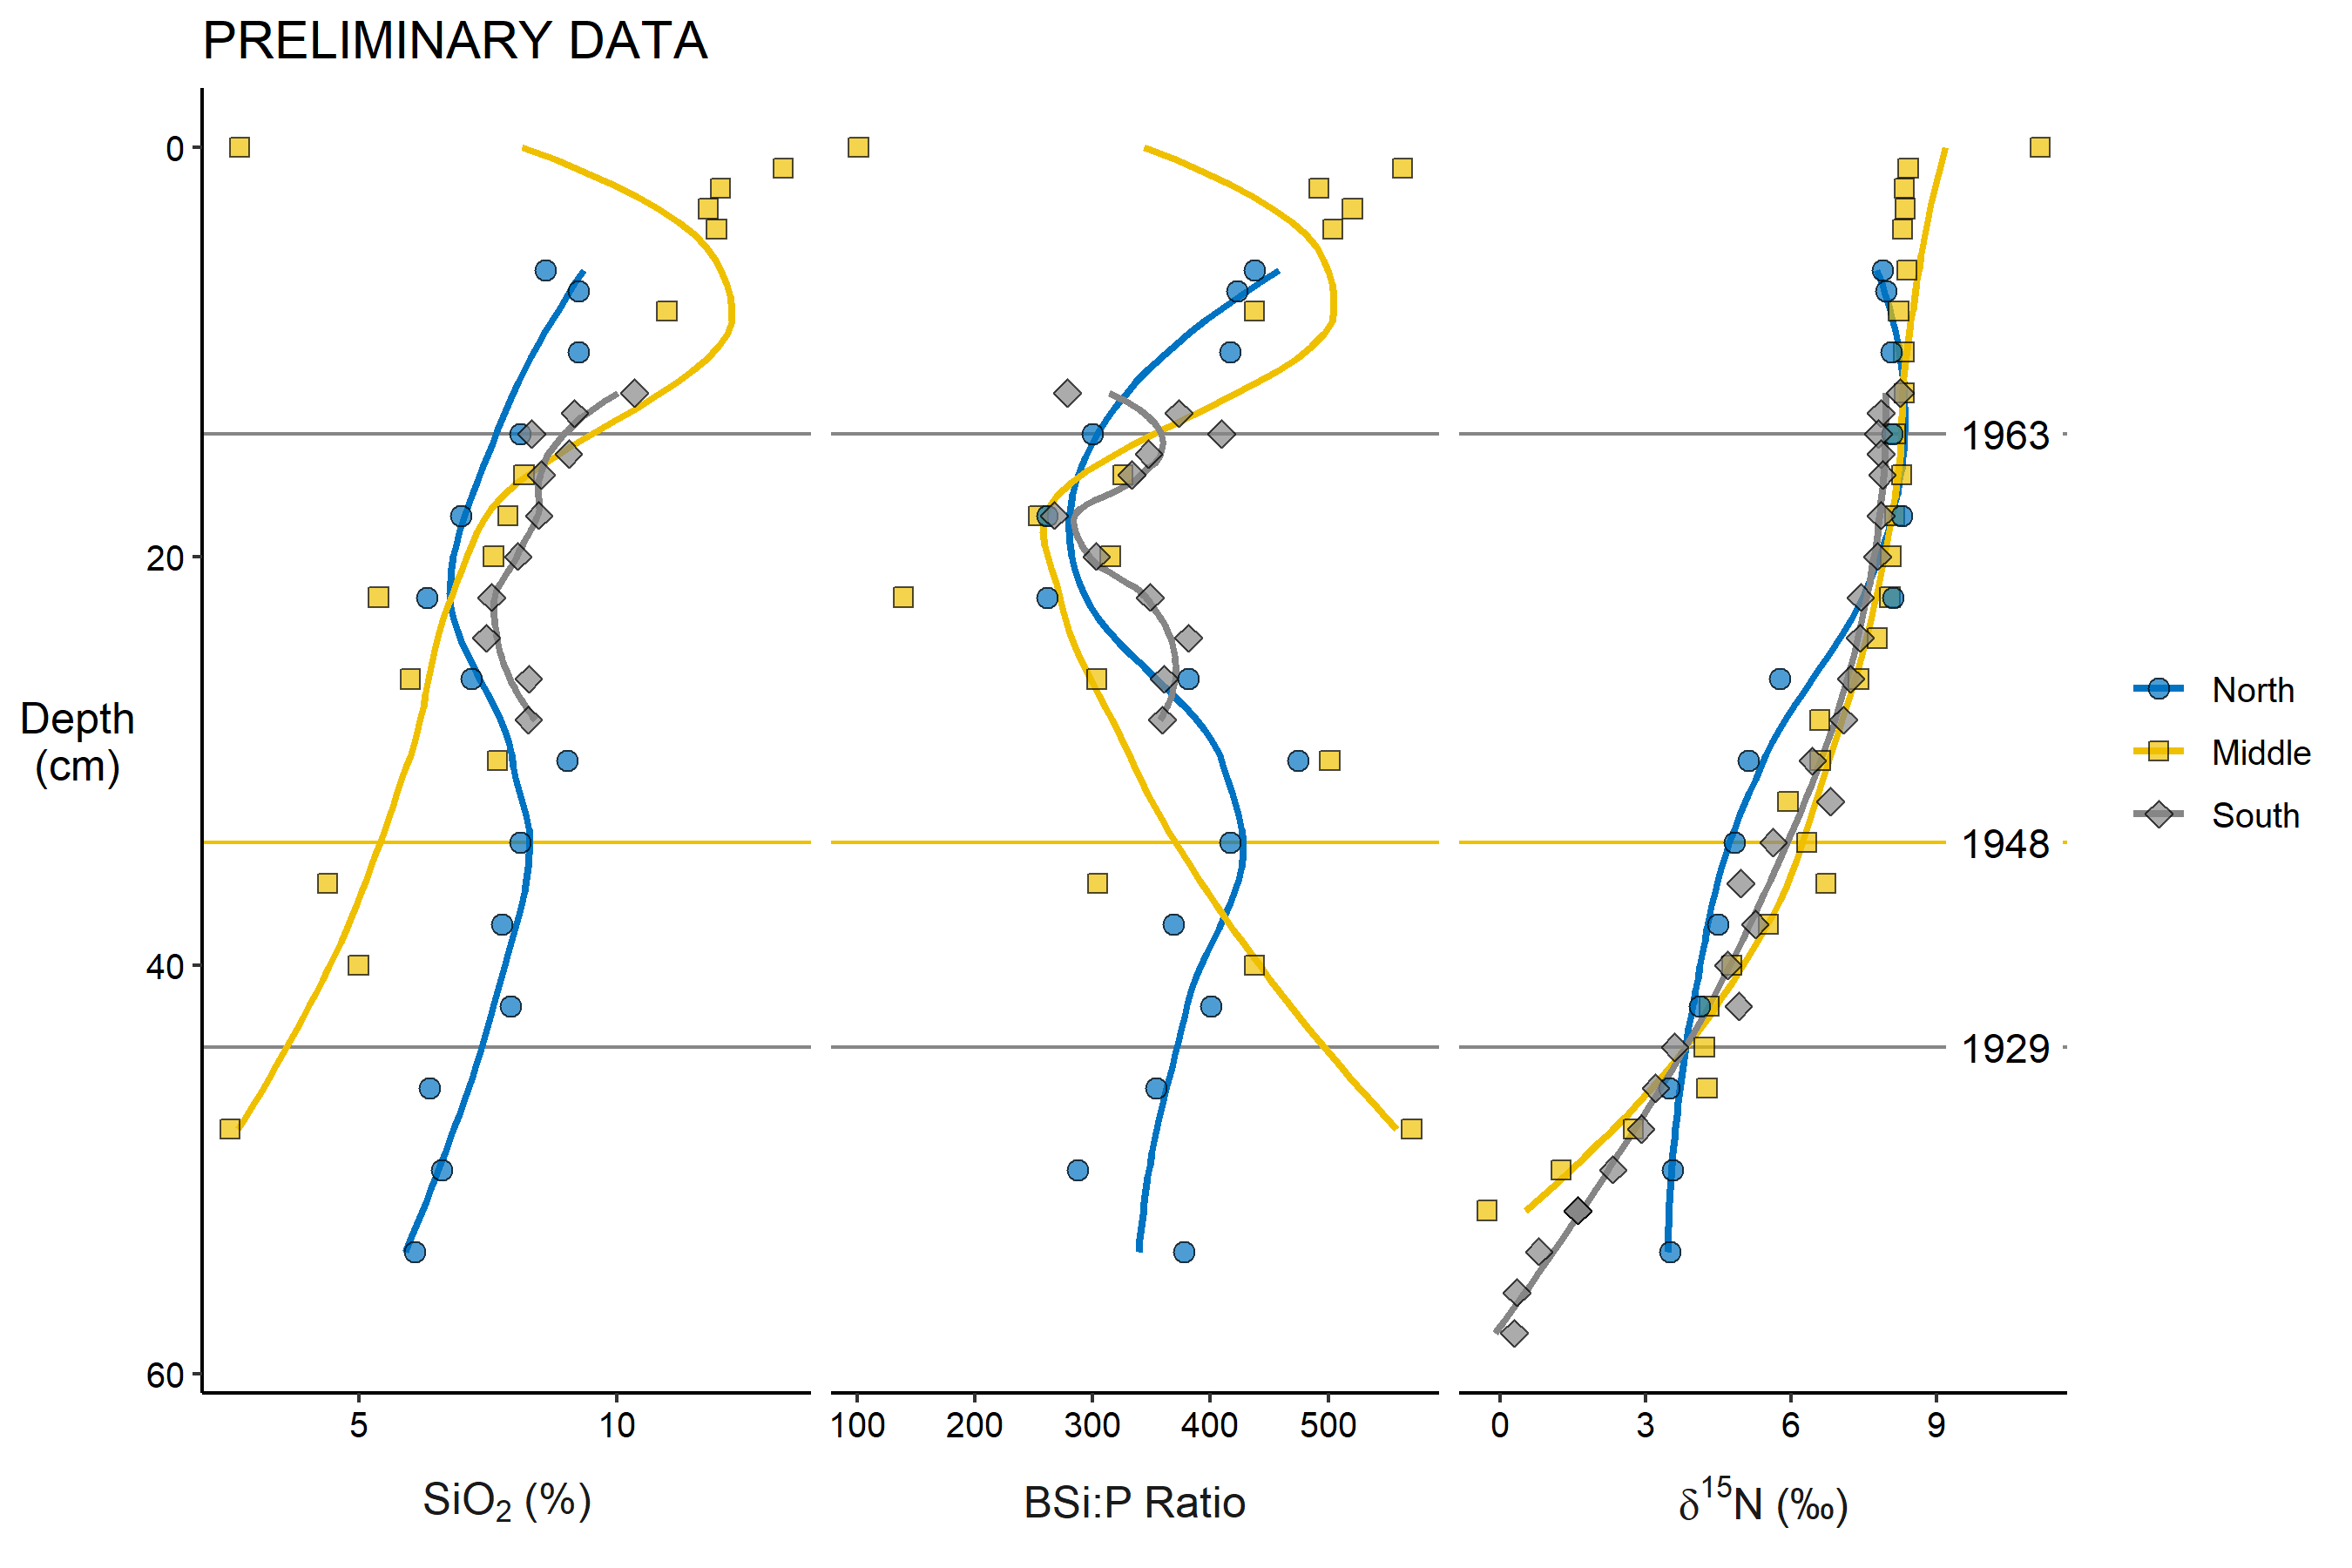 PRELIMINARY DATA
0
20
40
60
Depth
(cm)
1963
1948
1929
5 10
100 200 300 400 500
0 3 6 9
SiO₂ (%)
BSi:P Ratio
δ¹⁵N (‰)
North
Middle
South